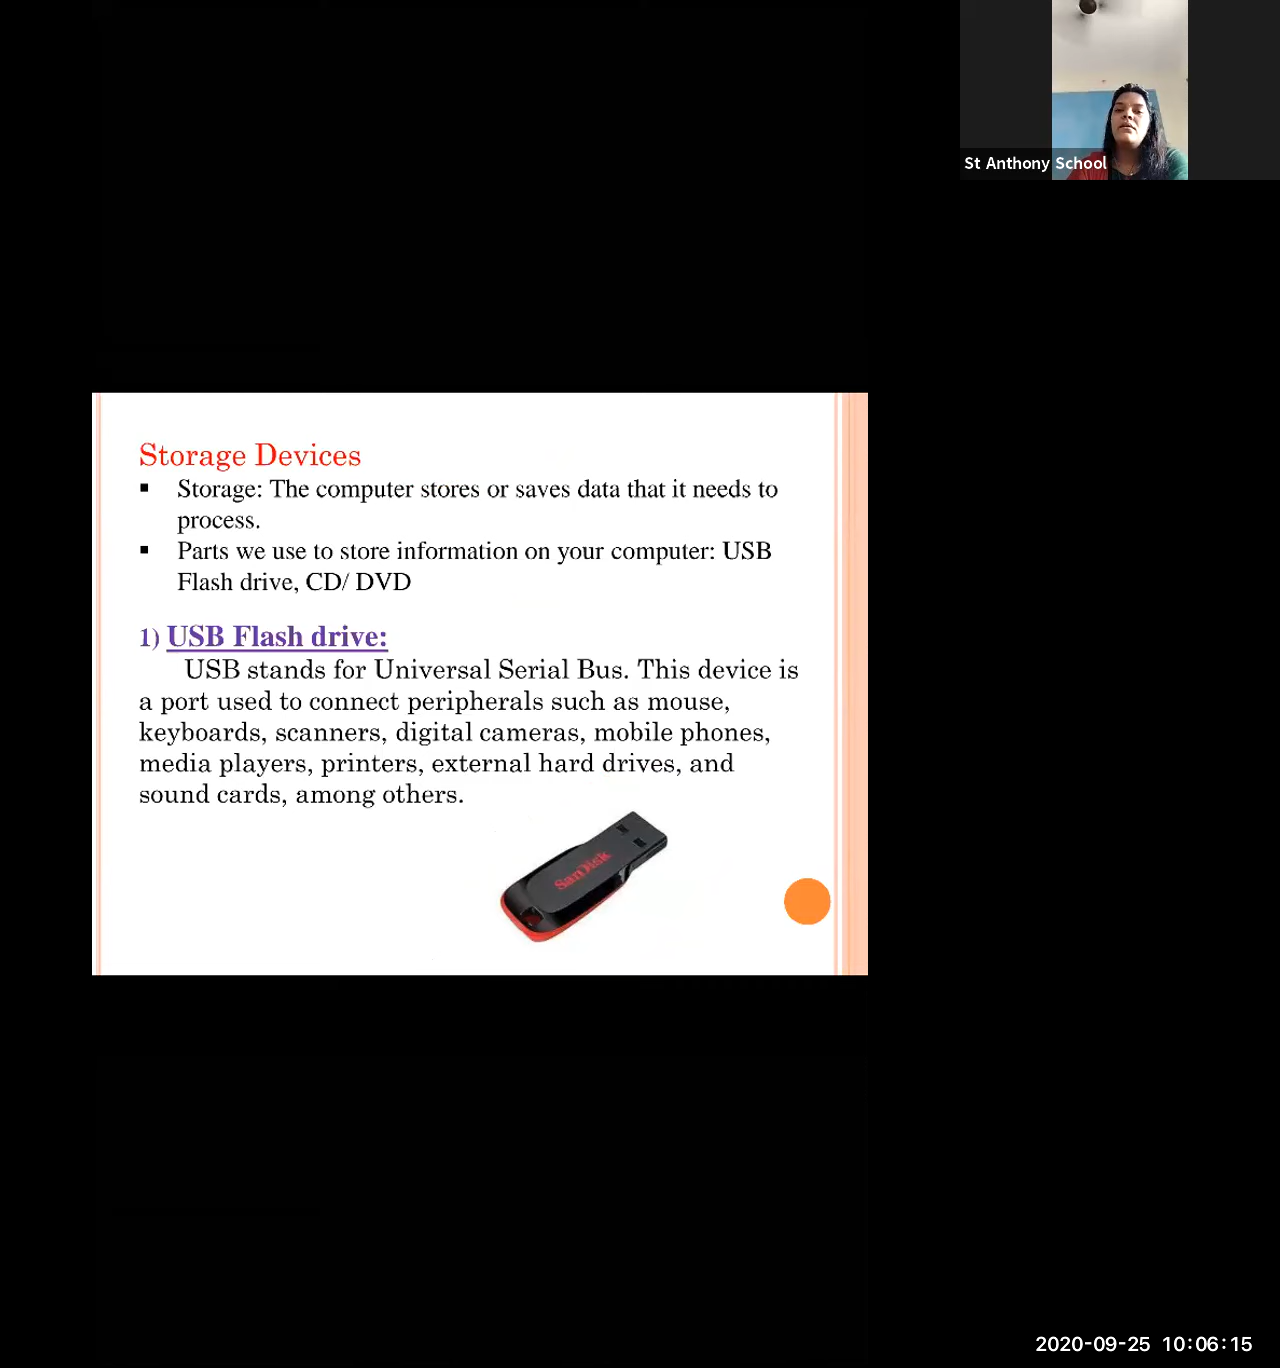 St Anthony School
Storage Devices
▪ Storage: The computer stores or saves data that it needs to
process.
▪ Parts we use to store information on your computer: USB
Flash drive, CD/ DVD
1) USB Flash drive:
USB stands for Universal Serial Bus. This device is
a port used to connect peripherals such as mouse,
keyboards, scanners, digital cameras, mobile phones,
media players, printers, external hard drives, and
sound cards, among others.
SanDisk
2020-09-25 10:06:15